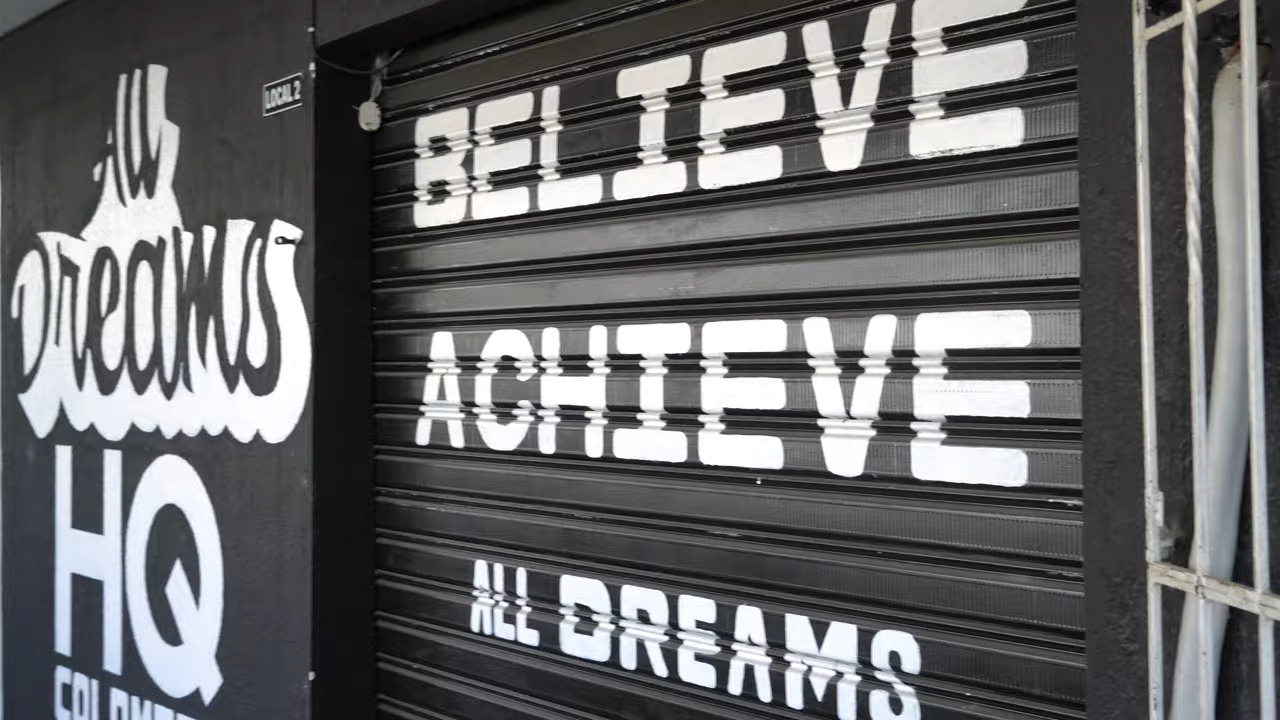 All
Dreams
HQ
LOCAL 2
BELIEVE
ACHIEVE
ALL DREAMS